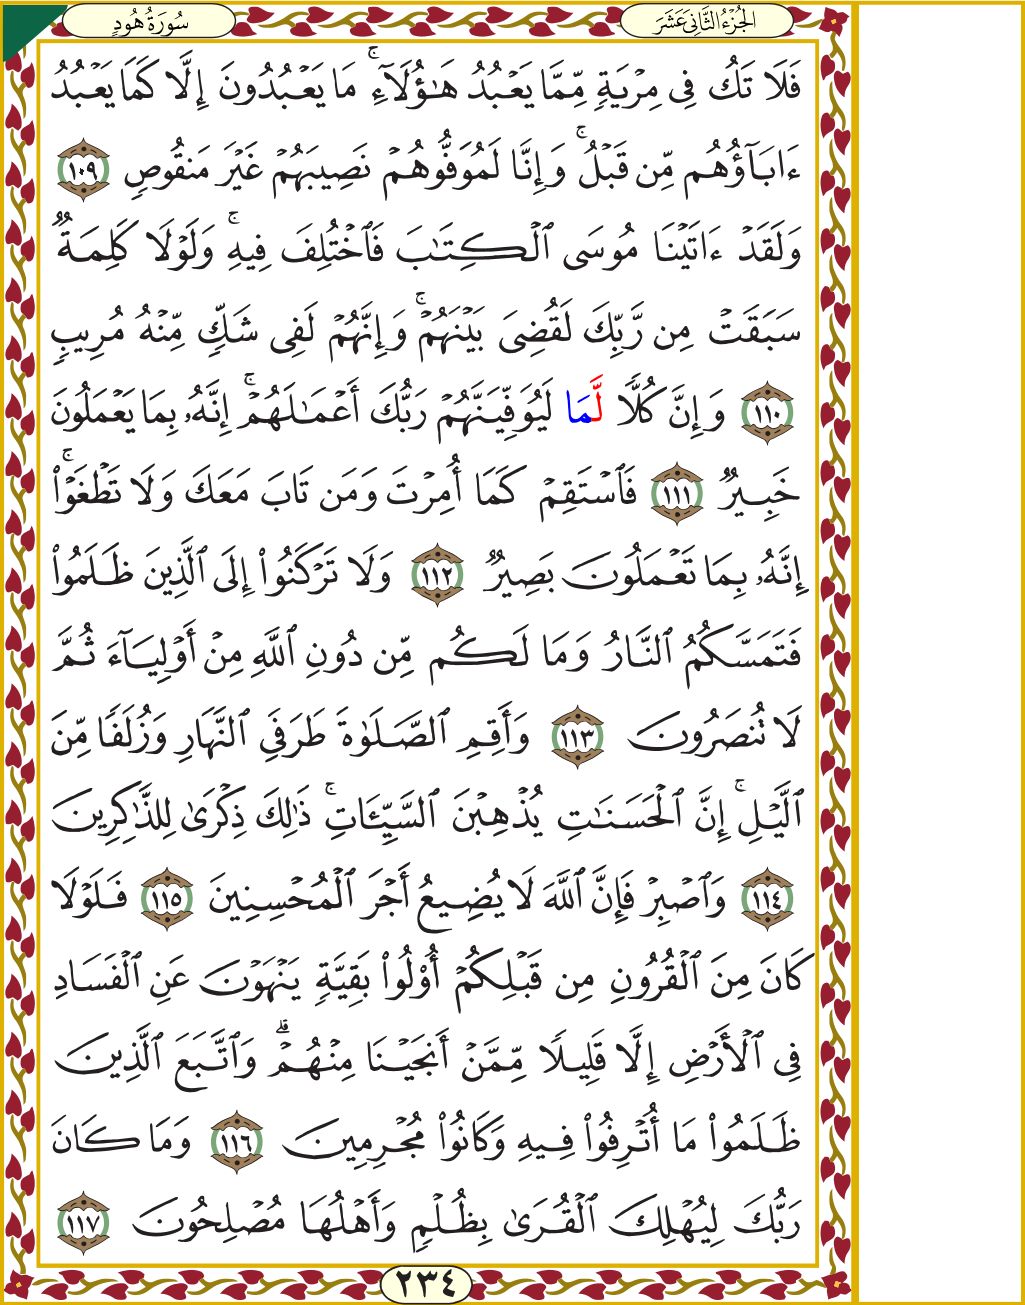 الجُزْءُ الثَّانِي عَشَرَ
سُورَةُ هُودٍ
فَلَا تَكُ فِي مِرْيَةٍ مِّمَّا يَعْبُدُ هَـٰٓؤُلَآءِ ۚ مَا يَعْبُدُونَ إِلَّا كَمَا يَعْبُدُ
ءَابَآؤُهُم مِّن قَبْلُ ۚ وَإِنَّا لَمُوَفُّوهُمْ نَصِيبَهُمْ غَيْرَ مَنقُوصٍ ١٠٩
وَلَقَدْ ءَاتَيْنَا مُوسَى ٱلْكِتَـٰبَ فَٱخْتُلِفَ فِيهِ ۚ وَلَوْلَا كَلِمَةٌ
سَبَقَتْ مِن رَّبِّكَ لَقُضِىَ بَيْنَهُمْ ۚ وَإِنَّهُمْ لَفِى شَكٍّ مِّنْهُ مُرِيبٍ
١١٠ وَإِنَّ كُلًّا لَّمَا لَيُوَفِّيَنَّهُمْ رَبُّكَ أَعْمَـٰلَهُمْ ۚ إِنَّهُۥ بِمَا يَعْمَلُونَ
خَبِيرٌ ١١١ فَٱسْتَقِمْ كَمَآ أُمِرْتَ وَمَن تَابَ مَعَكَ وَلَا تَطْغَوْا۟ ۚ
إِنَّهُۥ بِمَا تَعْمَلُونَ بَصِيرٌ ١١٢ وَلَا تَرْكَنُوٓا۟ إِلَى ٱلَّذِينَ ظَلَمُوا۟
فَتَمَسَّكُمُ ٱلنَّارُ وَمَا لَكُم مِّن دُونِ ٱللَّهِ مِنْ أَوْلِيَآءَ ثُمَّ
لَا تُنصَرُونَ ١١٣ وَأَقِمِ ٱلصَّلَوٰةَ طَرَفَىِ ٱلنَّهَارِ وَزُلَفًا مِّنَ
ٱلَّيْلِ ۚ إِنَّ ٱلْحَسَنَـٰتِ يُذْهِبْنَ ٱلسَّيِّـَٔاتِ ۚ ذَٰلِكَ ذِكْرَىٰ لِلذَّٰكِرِينَ
١١٤ وَٱصْبِرْ فَإِنَّ ٱللَّهَ لَا يُضِيعُ أَجْرَ ٱلْمُحْسِنِينَ ١١٥ فَلَوْلَا
كَانَ مِنَ ٱلْقُرُونِ مِن قَبْلِكُمْ أُو۟لُوا۟ بَقِيَّةٍ يَنْهَوْنَ عَنِ ٱلْفَسَادِ
فِى ٱلْأَرْضِ إِلَّا قَلِيلًا مِّمَّنْ أَنجَيْنَا مِنْهُمْ ۗ وَٱتَّبَعَ ٱلَّذِينَ
ظَلَمُوا۟ مَآ أُتْرِفُوا۟ فِيهِ وَكَانُوا۟ مُجْرِمِينَ ١١٦ وَمَا كَانَ
رَبُّكَ لِيُهْلِكَ ٱلْقُرَىٰ بِظُلْمٍ وَأَهْلُهَا مُصْلِحُونَ ١١٧
٢٣٤